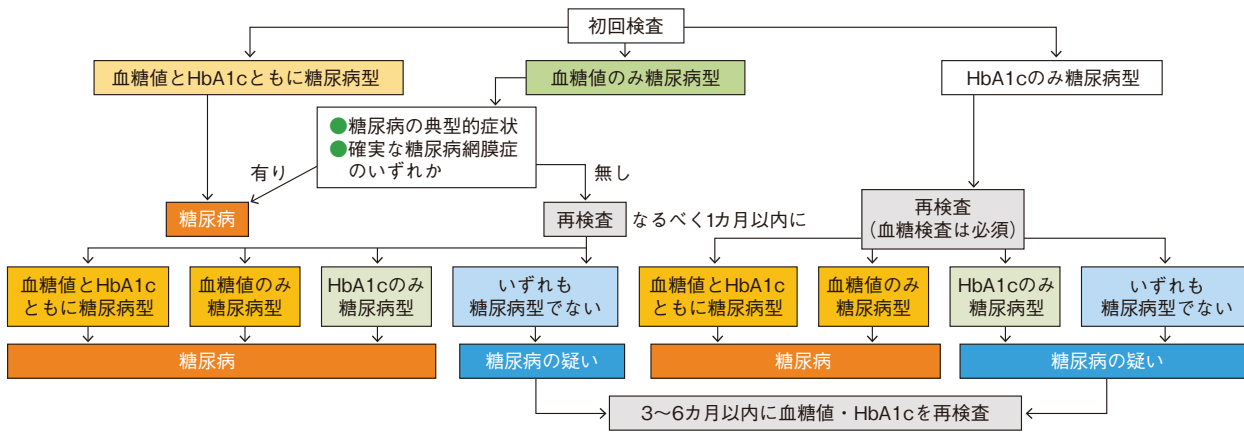 初回検査
血糖値とHbA1cともに糖尿病型
血糖値のみ糖尿病型
HbA1cのみ糖尿病型
●糖尿病の典型的症状
●確実な糖尿病網膜症
のいずれか
有り
無し
糖尿病
再検査
なるべく1カ月以内に
再検査
（血糖検査は必須）
血糖値とHbA1c
ともに糖尿病型
血糖値のみ
糖尿病型
HbA1cのみ
糖尿病型
いずれも
糖尿病型でない
血糖値とHbA1c
ともに糖尿病型
血糖値のみ
糖尿病型
HbA1cのみ
糖尿病型
いずれも
糖尿病型でない
糖尿病
糖尿病の疑い
糖尿病
糖尿病の疑い
3〜6カ月以内に血糖値・HbA1cを再検査